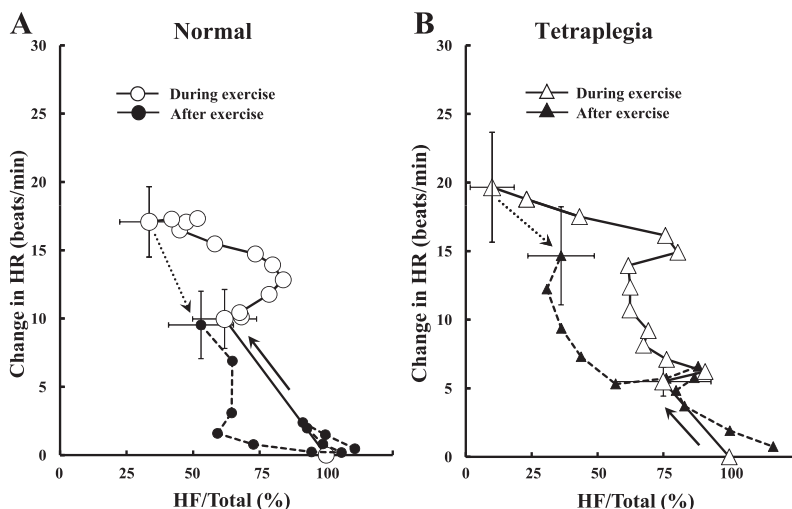 A
Normal
30
25
20
15
10
5
0
Change in HR (beats/min)
During exercise
After exercise
0
25
50
75
100
HF/Total (%)
B
Tetraplegia
30
25
20
15
10
5
0
Change in HR (beats/min)
During exercise
After exercise
0
25
50
75
100
HF/Total (%)